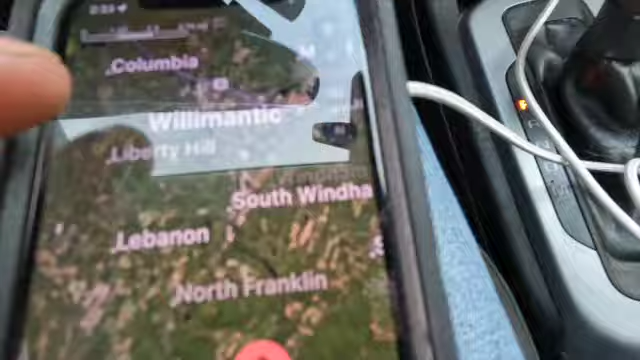 Columbia
Willimantic
Liberty Hill
South Windha
Lebanon
North Franklin